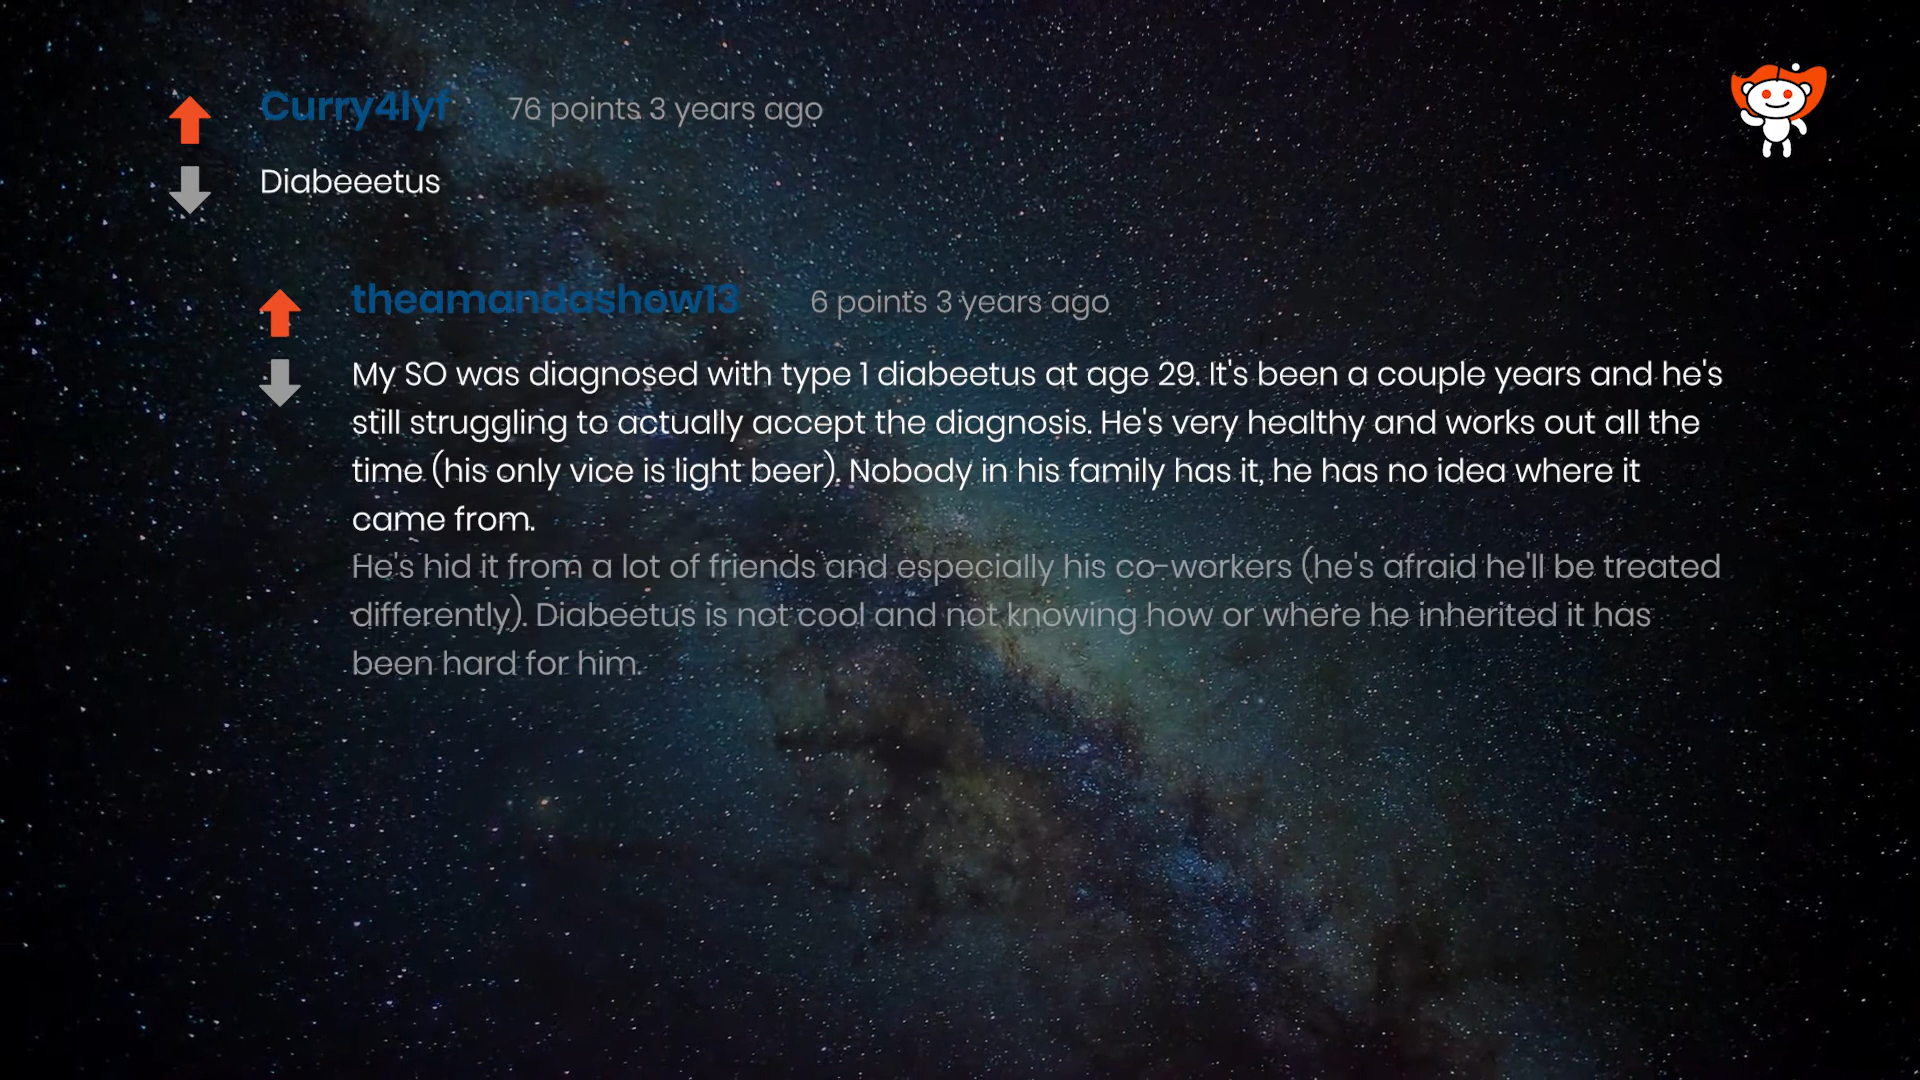 Curry4lyf 76 points 3 years ago
Diabeeetus
theamandashow13 6 points 3 years ago
My SO was diagnosed with type 1 diabeetus at age 29. It's been a couple years and he's
still struggling to actually accept the diagnosis. He's very healthy and works out all the
time (his only vice is light beer). Nobody in his family has it, he has no idea where it
came from.
He's hid it from a lot of friends and especially his co-workers (he's afraid he'll be treated
differently). Diabeetus is not cool and not knowing how or where he inherited it has
been hard for him.